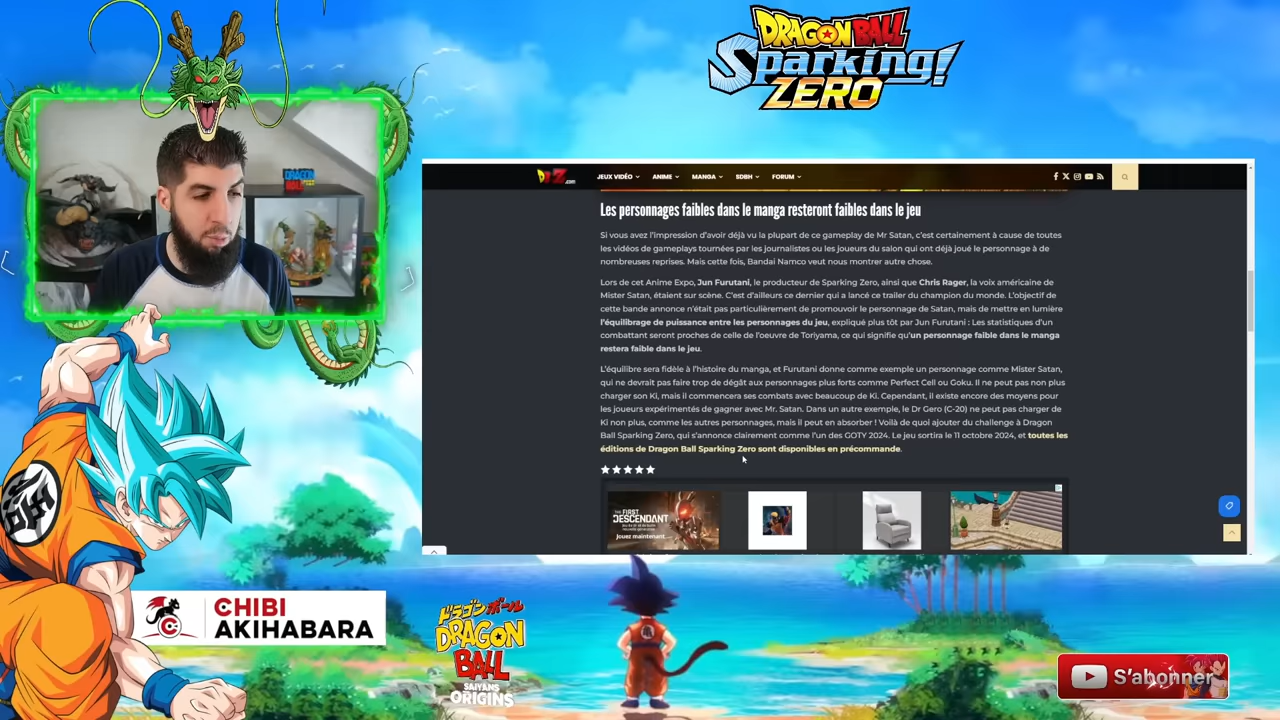 DRAGON BALL
Sparking!
ZERO
DRAGON
BALL
JEUX VIDÉO
ANIME
MANGA
SDBH
FORUM
Les personnages faibles dans le manga resteront faibles dans le jeu
Si vous avez l'impression d'avoir déjà vu la plupart de ce gameplay de Mr Satan, c'est certainement à cause de toutes
les vidéos de gameplays tournées par les journalistes ou les joueurs du salon qui ont déjà joué le personnage à de
nombreuses reprises. Mais cette fois, Bandai Namco veut nous montrer autre chose.
Lors de cet Anime Expo, Jun Furutani, le producteur de Sparking Zero, ainsi que Chris Rager, la voix américaine de
Mister Satan, étaient sur scène. C'est d'ailleurs ce dernier qui a lancé ce trailer du champion du monde. L'objectif de
cette bande annonce n'était pas particulièrement de promouvoir le personnage de Satan, mais de mettre en lumière
l'équilibrage de puissance entre les personnages du jeu, expliqué plus tôt par Jun Furutani : Les statistiques d'un
combattant seront proches de celle de l'oeuvre de Toriyama, ce qui signifie qu'un personnage faible dans le manga
restera faible dans le jeu.
L'équilibre sera fidèle à l'histoire du manga, et Furutani donne comme exemple un personnage comme Mister Satan,
qui ne devrait pas faire trop de dégât aux personnages plus forts comme Perfect Cell ou Goku. Il ne peut pas non plus
charger son Ki, mais il commencera ses combats avec beaucoup de Ki. Cependant, il existe encore des moyens pour
les joueurs expérimentés de gagner avec Mr. Satan. Dans un autre exemple, le Dr Gero (C-20) ne peut pas charger de
Ki non plus, comme les autres personnages, mais il peut en absorber ! Voilà de quoi ajouter du challenge à Dragon
Ball Sparking Zero, qui s'annonce clairement comme l'un des GOTY 2024. Le jeu sortira le 11 octobre 2024, et toutes les
éditions de Dragon Ball Sparking Zero sont disponibles en précommande.
THE FIRST
DESCENDANT
Jouez maintenant...
CHIBI
AKIHABARA
ドラゴンボール
DRAGON
BALL
SAIYANS
ORIGINS
S'abonner